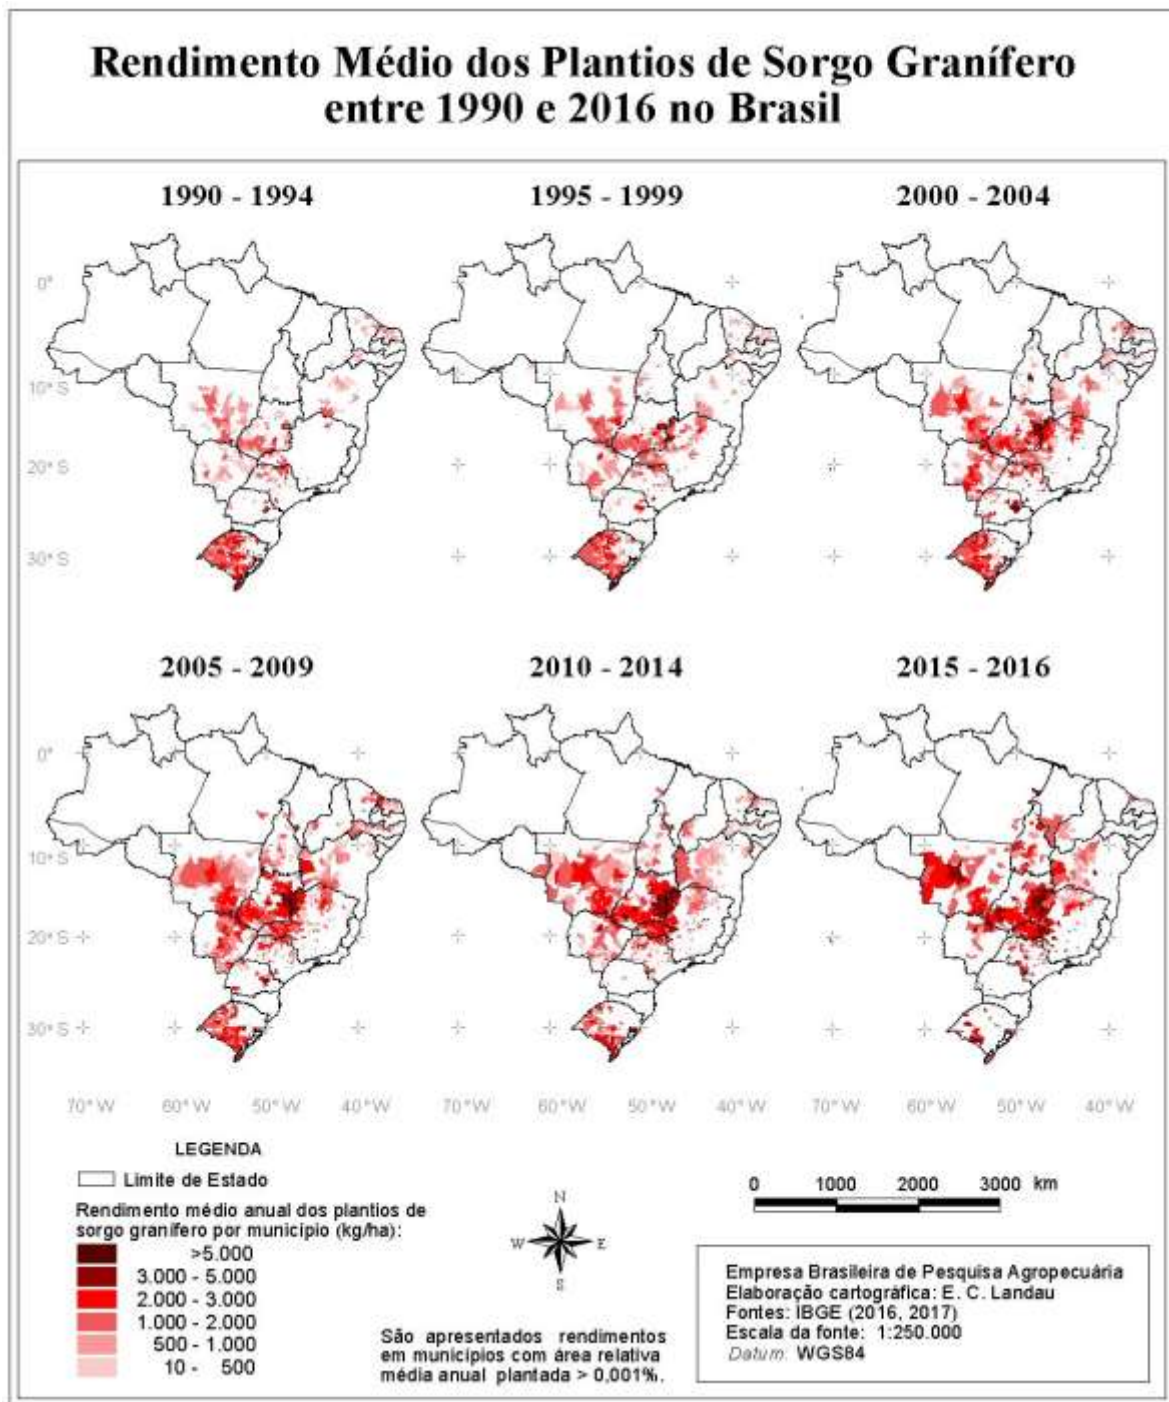 Rendimento Médio dos Plantios de Sorgo Granífero
entre 1990 e 2016 no Brasil
1990 - 1994
1995 - 1999
2000 - 2004
0°
10° S
20° S
30° S
2005 - 2009
2010 - 2014
2015 - 2016
0°
10° S
20° S
30° S
70° W 60° W 50° W 40° W
70° W 60° W 50° W 40° W
70° W 60° W 50° W 40° W
LEGENDA
Limite de Estado
Rendimento médio anual dos plantios de
sorgo granífero por município (kg/ha):
>5.000
3.000 - 5.000
2.000 - 3.000
1.000 - 2.000
500 - 1.000
10 - 500
N
W E
S
São apresentados rendimentos
em municípios com área relativa
média anual plantada > 0,001%.
0 1000 2000 3000 km
Empresa Brasileira de Pesquisa Agropecuária
Elaboração cartográfica: E. C. Landau
Fontes: IBGE (2016, 2017)
Escala da fonte: 1:250.000
Datum: WGS84